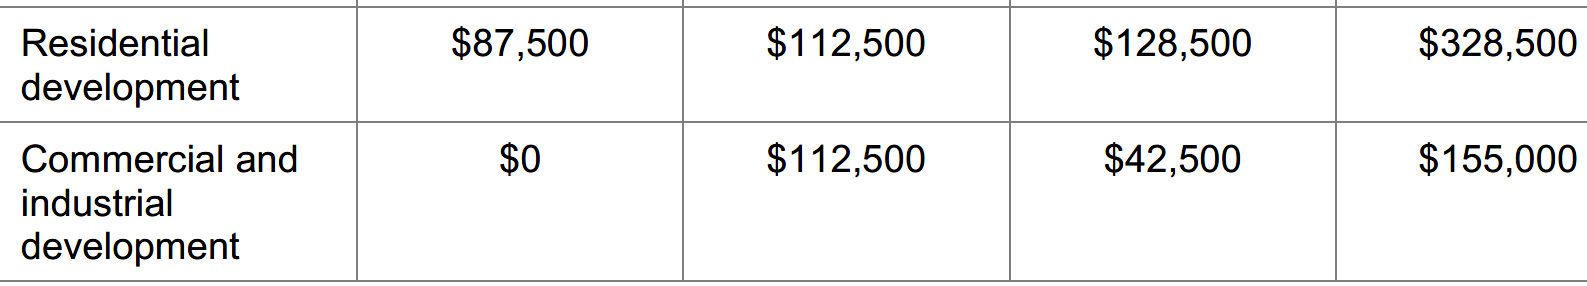 Residential $87,500 $112,500 $128,500 $328,500
development
Commercial and $0 $112,500 $42,500 $155,000
industrial
development